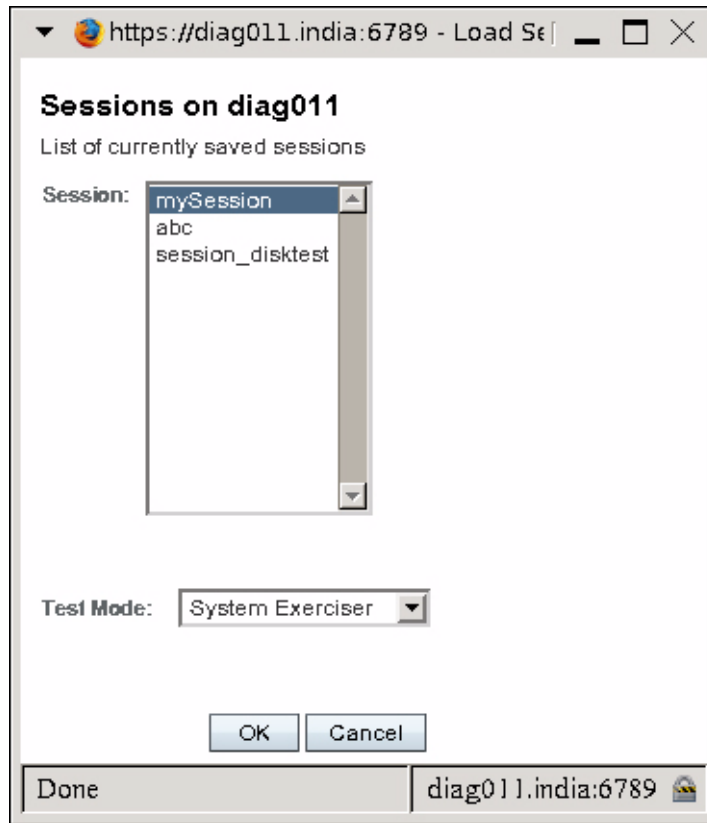 https://diag011.india:6789 - Load Se
Sessions on diag011
List of currently saved sessions
Session:
mySession
abc
session_disktest
Test Mode: System Exerciser
OK Cancel
Done diag011.india:6789